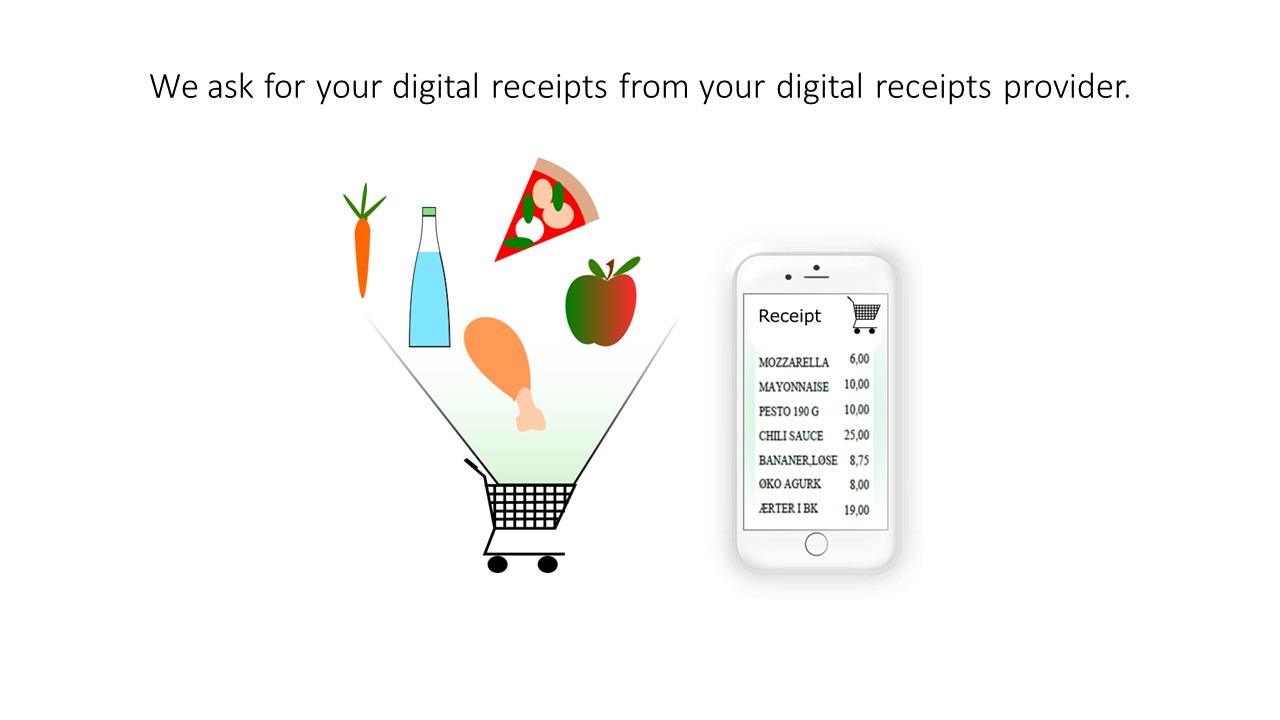 We ask for your digital receipts from your digital receipts provider.
Receipt
MOZZARELLA 6,00
MAYONNAISE 10,00
PESTO 190 G 10,00
CHILI SAUCE 25,00
BANANER,LØSE 8,75
ØKO AGURK 8,00
ÆRTER I BK 19,00